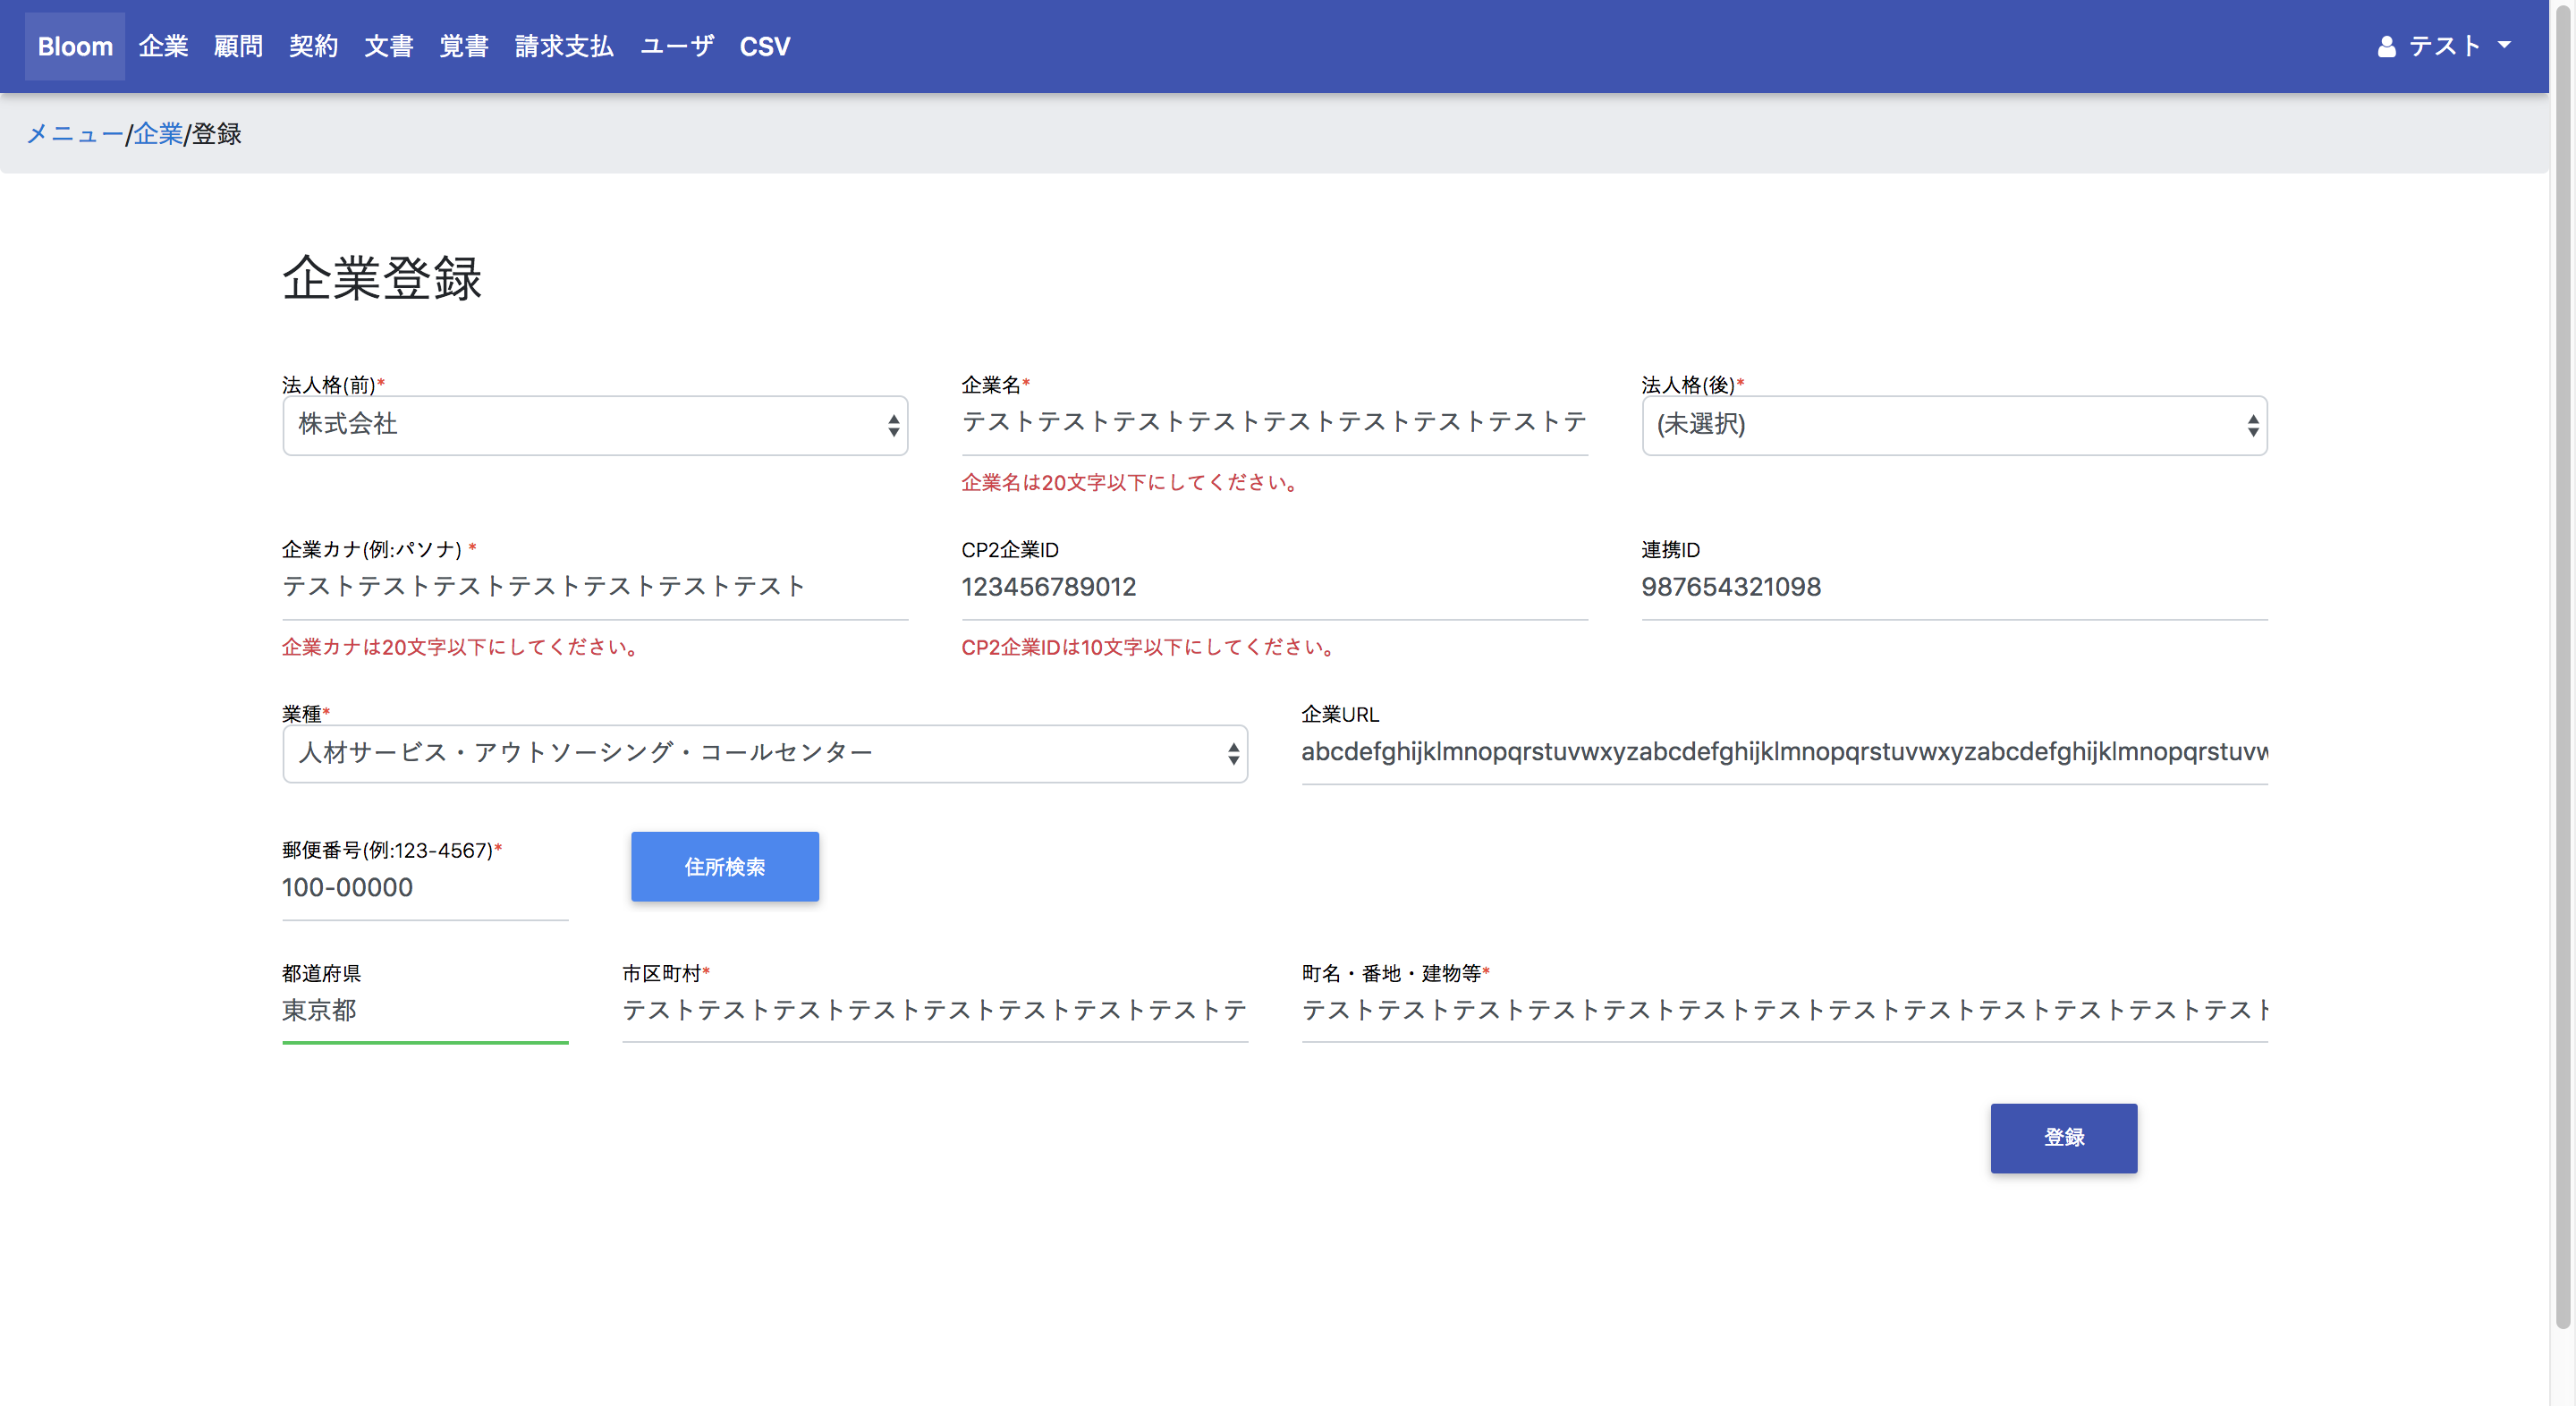 Bloom 企業 顧問 契約 文書 覚書 請求支払 ユーザ CSV テスト
メニュー/企業/登録
企業登録
法人格(前)* 企業名* 法人格(後)*
株式会社 テストテストテストテストテストテストテストテストテ (未選択)
企業名は20文字以下にしてください。
企業カナ(例:パソナ) * CP2企業ID 連携ID
テストテストテストテストテストテストテスト 123456789012 987654321098
企業カナは20文字以下にしてください。 CP2企業IDは10文字以下にしてください。
業種* 企業URL
人材サービス・アウトソーシング・コールセンター abcdefghijklmnopqrstuvwxyzabcdefghijklmnopqrstuvwxyzabcdefghijklmnopqrstuvw
郵便番号(例:123-4567)* 住所検索
100-00000
都道府県 市区町村* 町名・番地・建物等*
東京都 テストテストテストテストテストテストテストテストテ テストテストテストテストテストテストテストテストテストテストテストテストテスト
登録